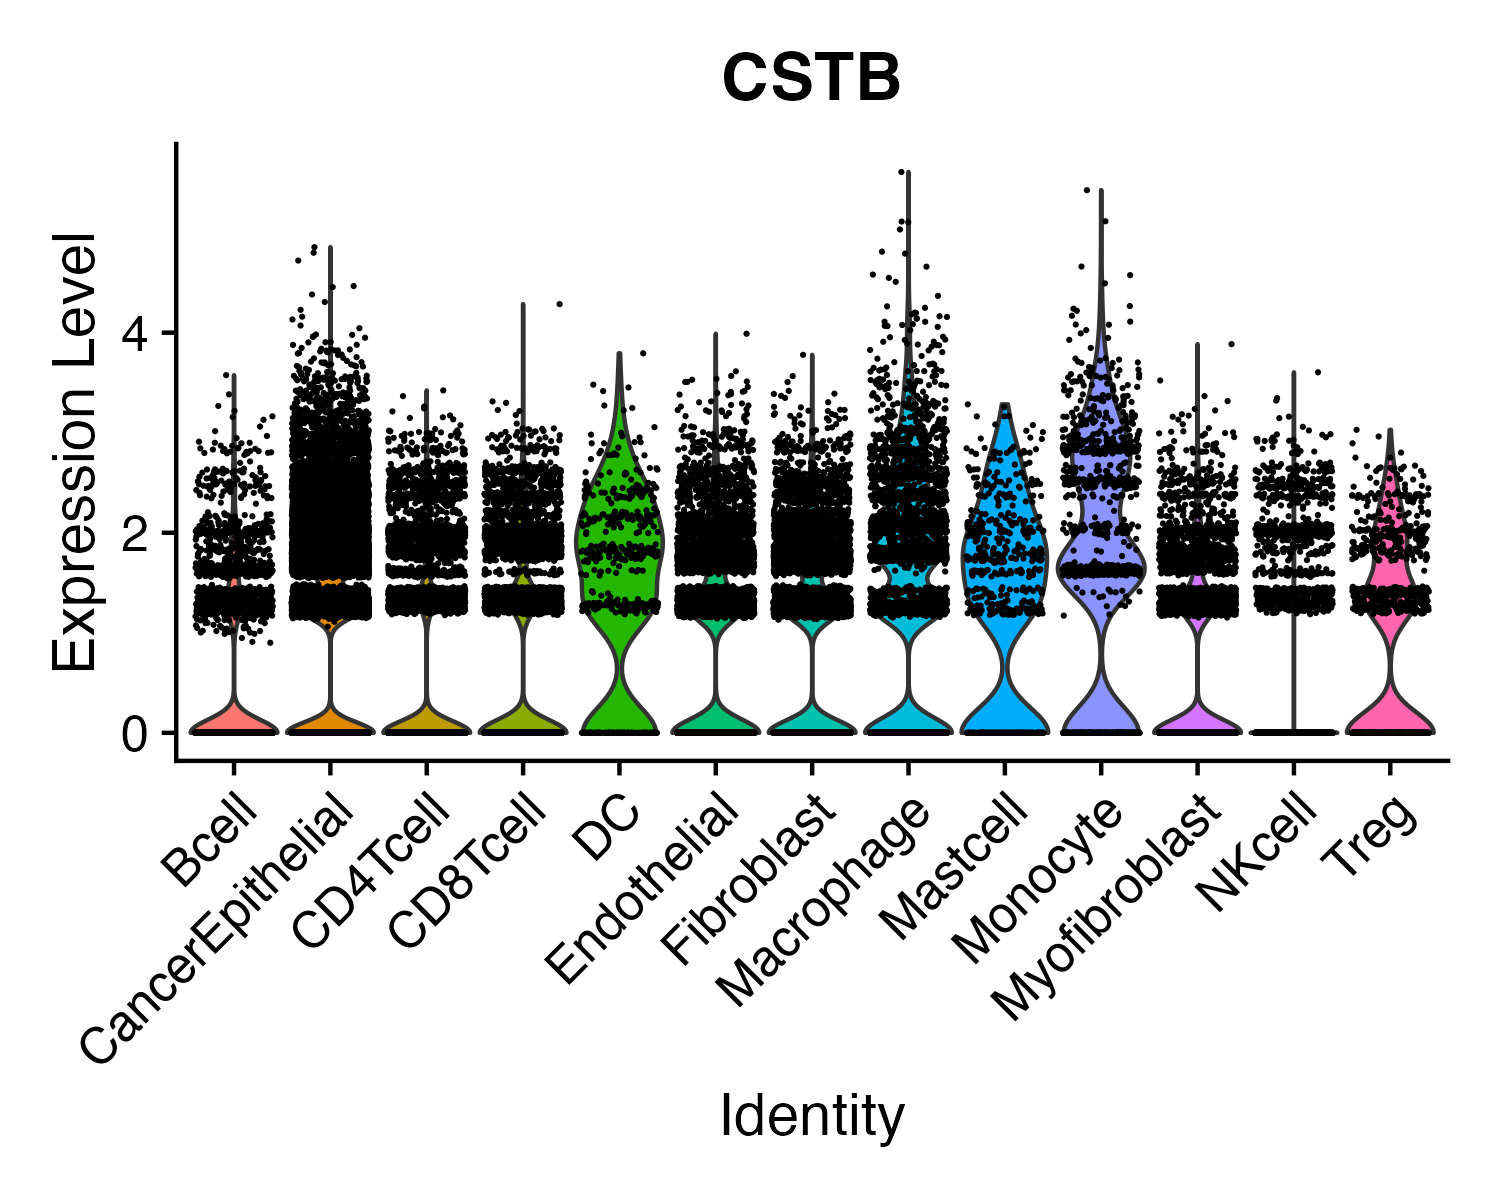 CSTB
Expression Level
4
2
0
Bcell
CancerEpithelial
CD4Tcell
CD8Tcell
DC
Endothelial
Fibroblast
Macrophage
Mastcell
Monocyte
Myofibroblast
NKcell
Treg
Identity